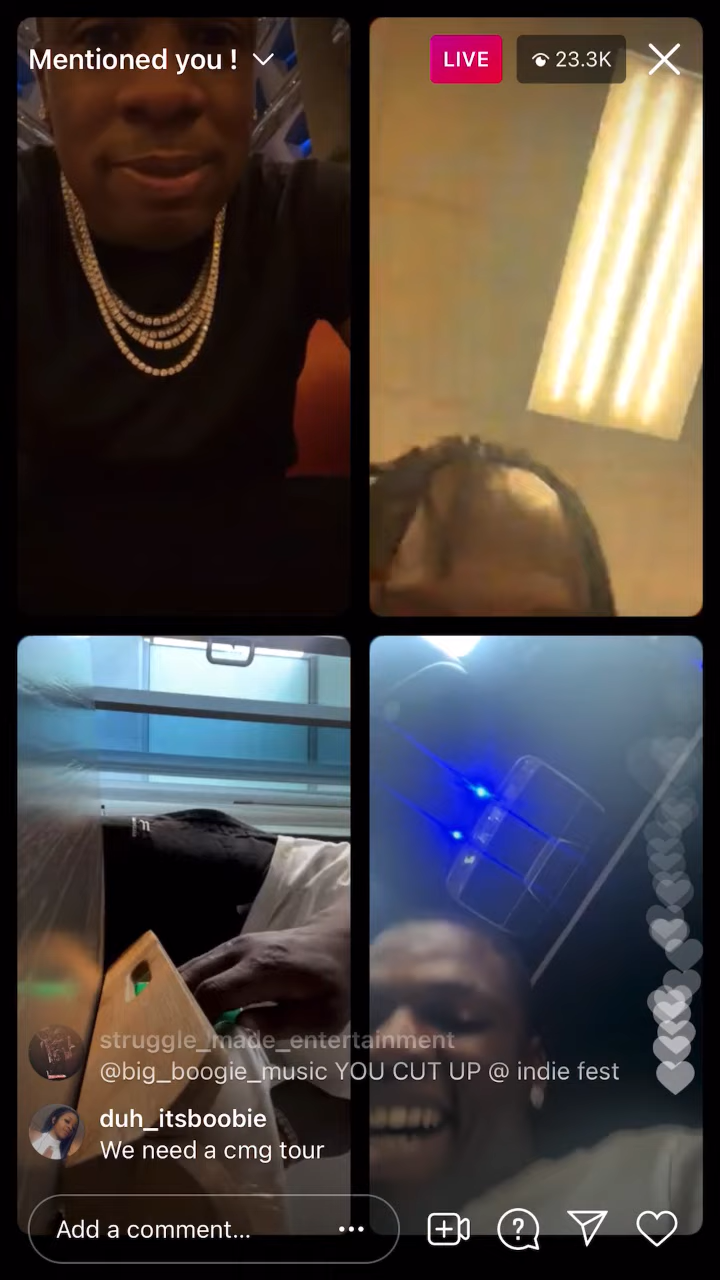 Mentioned you !
LIVE
23.3K
struggle_made_entertainment
@big_boogie_music YOU CUT UP @ indie fest
duh_itsboobie
We need a cmg tour
Add a comment...